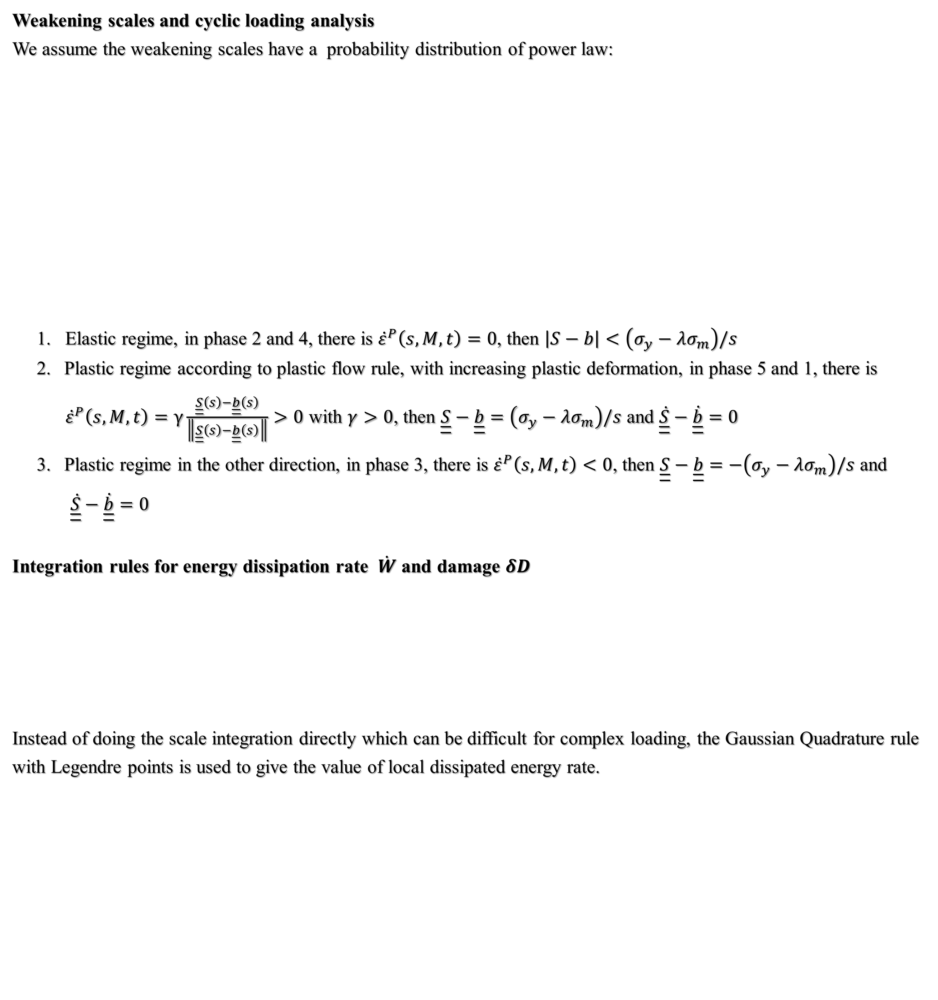 Weakening scales and cyclic loading analysis
We assume the weakening scales have a probability distribution of power law:
1. Elastic regime, in phase 2 and 4, there is $\dot{\varepsilon}^P(s, M, t) = 0$, then $|S - b| < (\sigma_y - \lambda\sigma_m)/s$
2. Plastic regime according to plastic flow rule, with increasing plastic deformation, in phase 5 and 1, there is
$\dot{\varepsilon}^P(s, M, t) = \gamma \frac{\underline{\underline{S}}(s) - \underline{\underline{b}}(s)}{\|\underline{\underline{S}}(s) - \underline{\underline{b}}(s)\|} > 0$ with $\gamma > 0$, then $\underline{\underline{S}} - \underline{\underline{b}} = (\sigma_y - \lambda\sigma_m)/s$ and $\underline{\underline{\dot{S}}} - \underline{\underline{\dot{b}}} = 0$
3. Plastic regime in the other direction, in phase 3, there is $\dot{\varepsilon}^P(s, M, t) < 0$, then $\underline{\underline{S}} - \underline{\underline{b}} = -(\sigma_y - \lambda\sigma_m)/s$ and
$\underline{\underline{\dot{S}}} - \underline{\underline{\dot{b}}} = 0$
Integration rules for energy dissipation rate $\dot{W}$ and damage $\delta D$
Instead of doing the scale integration directly which can be difficult for complex loading, the Gaussian Quadrature rule
with Legendre points is used to give the value of local dissipated energy rate.